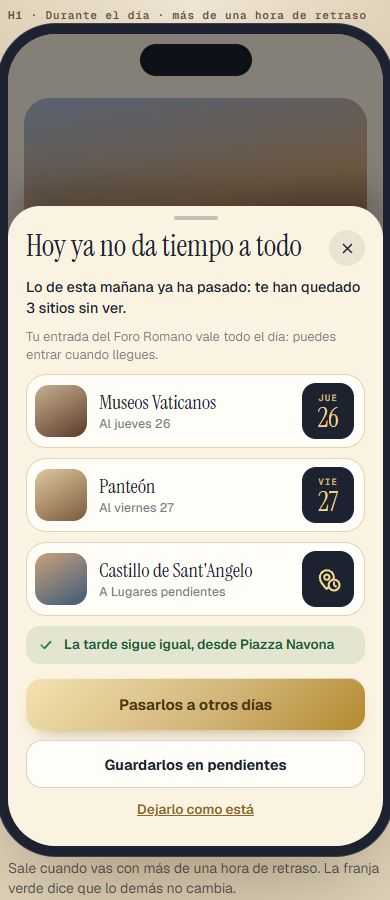 H1 · Durante el día · más de una hora de retraso
Hoy ya no da tiempo a todo
Lo de esta mañana ya ha pasado: te han quedado
3 sitios sin ver.
Tu entrada del Foro Romano vale todo el día: puedes
entrar cuando llegues.
Museos Vaticanos
Al jueves 26
JUE
26
Panteón
Al viernes 27
VIE
27
Castillo de Sant'Angelo
A Lugares pendientes
La tarde sigue igual, desde Piazza Navona
Pasarlos a otros días
Guardarlos en pendientes
Dejarlo como está
Sale cuando vas con más de una hora de retraso. La franja
verde dice que lo demás no cambia.